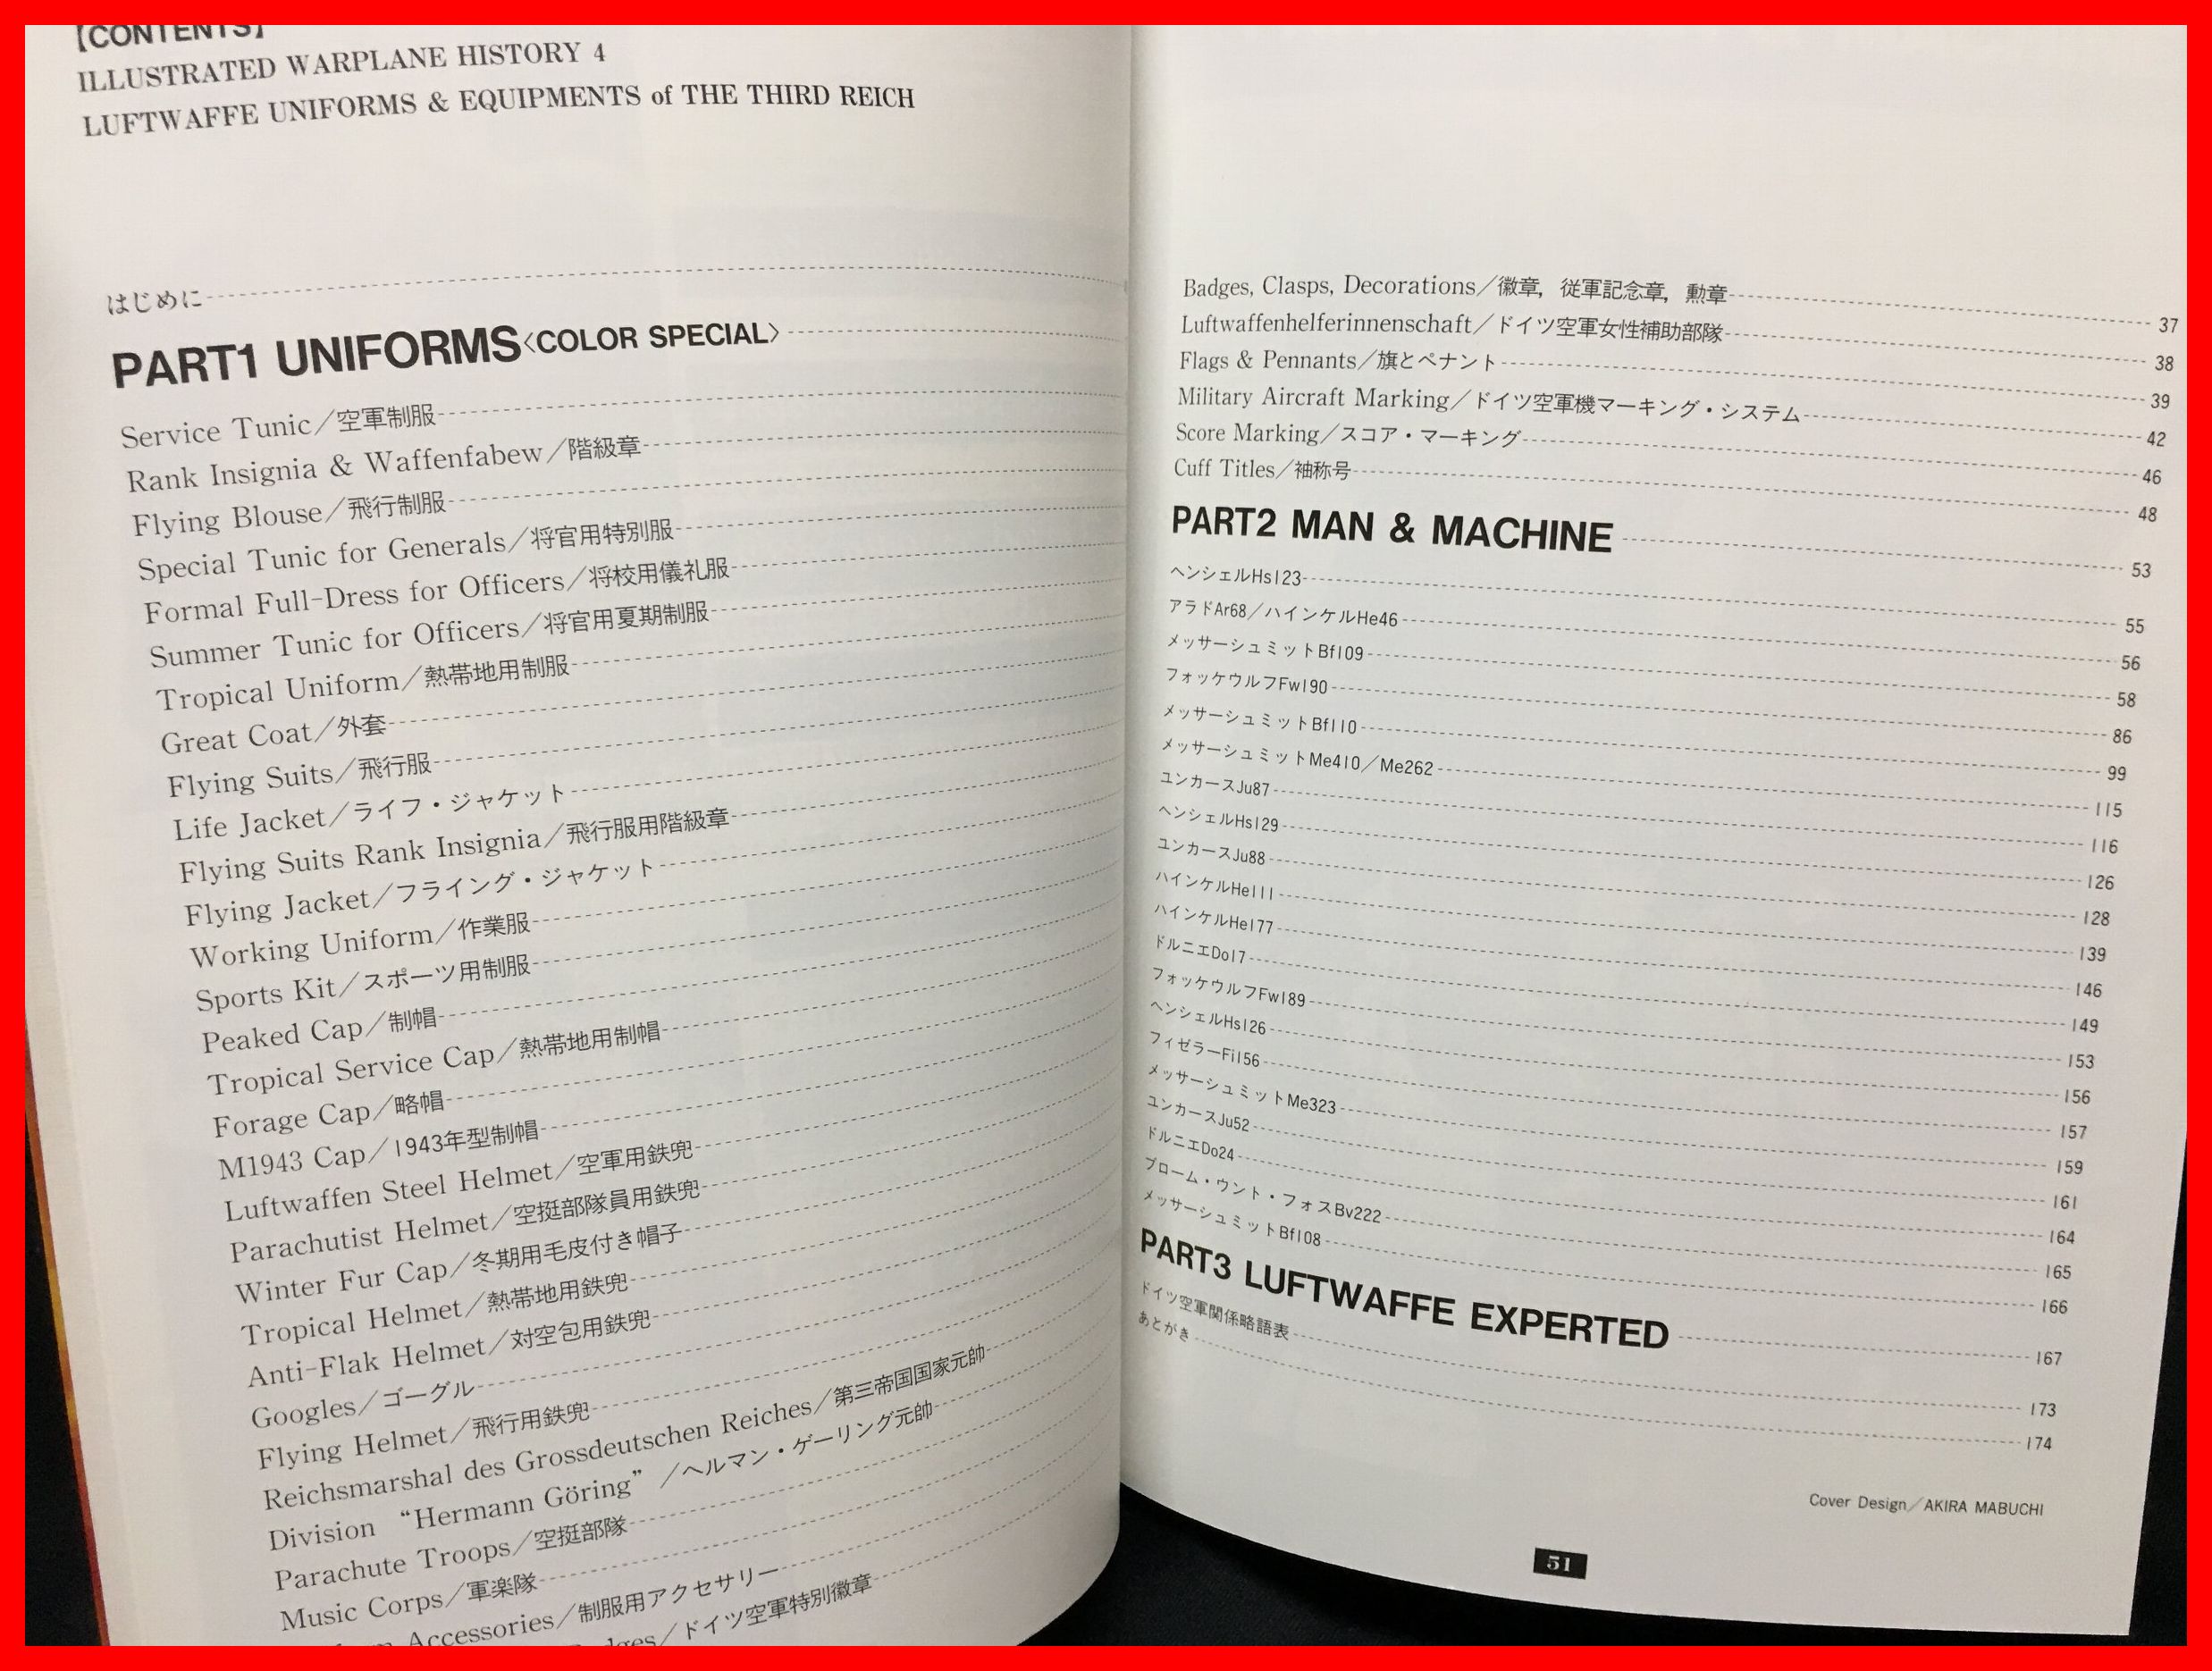 【CONTENTS】
ILLUSTRATED WARPLANE HISTORY 4
LUFTWAFFE UNIFORMS & EQUIPMENTS of THE THIRD REICH
はじめに
PART1 UNIFORMS〈COLOR SPECIAL〉
Service Tunic／空軍制服
Rank Insignia & Waffenfabew／階級章
Flying Blouse／飛行制服
Special Tunic for Generals／将官用特別服
Formal Full-Dress for Officers／将校用儀礼服
Summer Tunic for Officers／将官用夏期制服
Tropical Uniform／熱帯地用制服
Great Coat／外套
Flying Suits／飛行服
Life Jacket／ライフ・ジャケット
Flying Suits Rank Insignia／飛行服用階級章
Flying Jacket／フライング・ジャケット
Working Uniform／作業服
Sports Kit／スポーツ用制服
Peaked Cap／制帽
Tropical Service Cap／熱帯地用制帽
Forage Cap／略帽
M1943 Cap／1943年型制帽
Luftwaffen Steel Helmet／空軍用鉄兜
Parachutist Helmet／空挺部隊員用鉄兜
Winter Fur Cap／冬期用毛皮付き帽子
Tropical Helmet／熱帯地用鉄兜
Anti-Flak Helmet／対空包用鉄兜
Googles／ゴーグル
Flying Helmet／飛行用鉄兜
Reichsmarshal des Grossdeutschen Reiches／第三帝国国家元帥
Division “Hermann Göring”／ヘルマン・ゲーリング元帥
Parachute Troops／空挺部隊
Music Corps／軍楽隊
Accessories／制服用アクセサリー
／ドイツ空軍特別徽章
Badges, Clasps, Decorations／徽章，従軍記念章，勲章 37
Luftwaffenhelferinnenschaft／ドイツ空軍女性補助部隊 38
Flags & Pennants／旗とペナント 39
Military Aircraft Marking／ドイツ空軍機マーキング・システム 42
Score Marking／スコア・マーキング 46
Cuff Titles／袖称号 48
PART2 MAN & MACHINE 53
ヘンシェルHs123 55
アラドAr68／ハインケルHe46 56
メッサーシュミットBf109 58
フォッケウルフFw190 86
メッサーシュミットBf110 99
メッサーシュミットMe410／Me262 115
ユンカースJu87 116
ヘンシェルHs129 126
ユンカースJu88 128
ハインケルHe111 139
ハインケルHe177 146
ドルニエDo17 149
フォッケウルフFw189 153
ヘンシェルHs126 156
フィゼラーFi156 157
メッサーシュミットMe323 159
ユンカースJu52 161
ドルニエDo24 164
ブローム・ウント・フォスBv222 165
メッサーシュミットBf108 166
PART3 LUFTWAFFE EXPERTED 167
ドイツ空軍関係略語表 173
あとがき 174
Cover Design／AKIRA MABUCHI
51